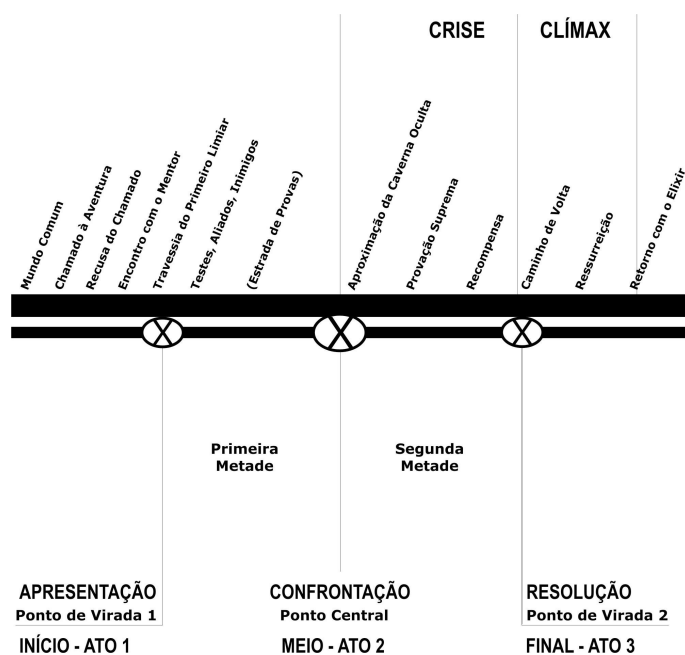 CRISE
CLÍMAX
Mundo Comum
Chamado à Aventura
Recusa do Chamado
Encontro com o Mentor
Travessia do Primeiro Limiar
Testes, Aliados, Inimigos
(Estrada de Provas)
Aproximação da Caverna Oculta
Provação Suprema
Recompensa
Caminho de Volta
Ressurreição
Retorno com o Elixir
Primeira
Metade
Segunda
Metade
APRESENTAÇÃO
Ponto de Virada 1
INÍCIO - ATO 1
CONFRONTAÇÃO
Ponto Central
MEIO - ATO 2
RESOLUÇÃO
Ponto de Virada 2
FINAL - ATO 3